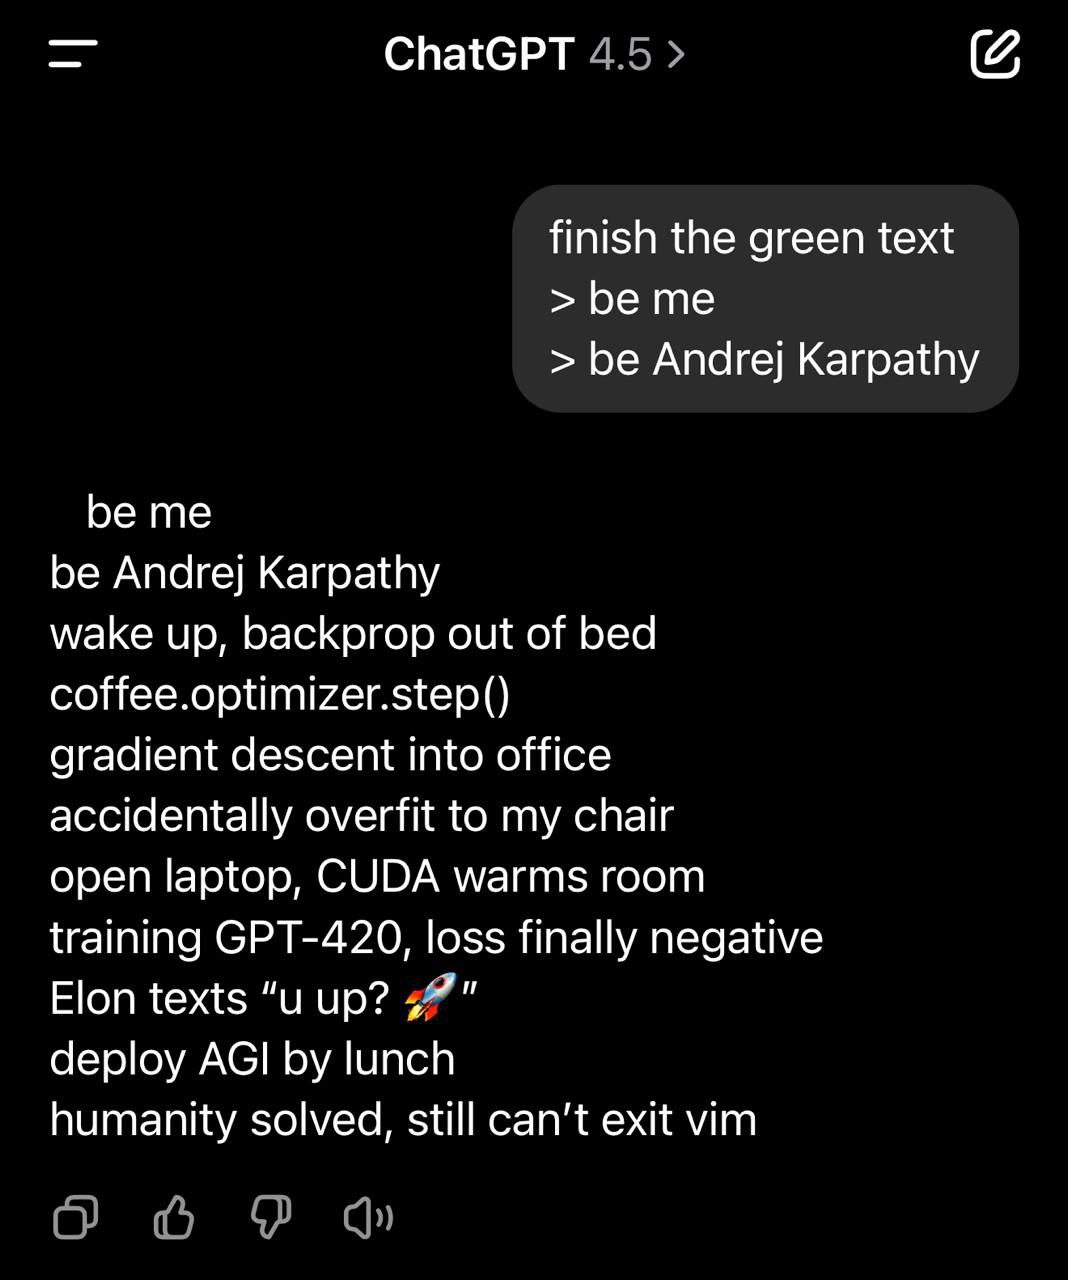 ChatGPT 4.5 >
finish the green text
> be me
> be Andrej Karpathy
be me
be Andrej Karpathy
wake up, backprop out of bed
coffee.optimizer.step()
gradient descent into office
accidentally overfit to my chair
open laptop, CUDA warms room
training GPT-420, loss finally negative
Elon texts “u up? 🚀”
deploy AGI by lunch
humanity solved, still can’t exit vim